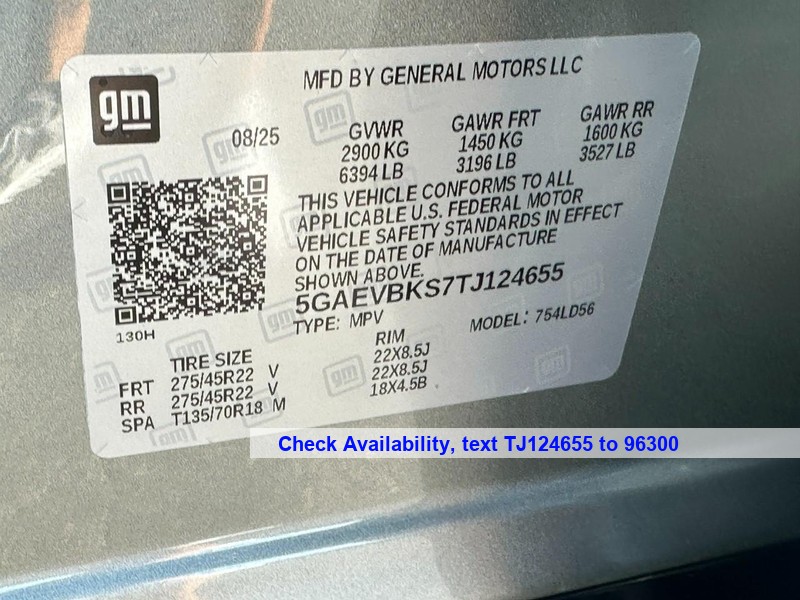 gm
MFD BY GENERAL MOTORS LLC
08/25
GVWR GAWR FRT GAWR RR
2900 KG 1450 KG 1600 KG
6394 LB 3196 LB 3527 LB
THIS VEHICLE CONFORMS TO ALL
APPLICABLE U.S. FEDERAL MOTOR
VEHICLE SAFETY STANDARDS IN EFFECT
ON THE DATE OF MANUFACTURE
SHOWN ABOVE.
5GAEVBKS7TJ124655
TYPE: MPV MODEL: 754LD56
130H
TIRE SIZE RIM
FRT 275/45R22 V 22X8.5J
RR 275/45R22 V 22X8.5J
SPA T135/70R18 M 18X4.5B
Check Availability, text TJ124655 to 96300